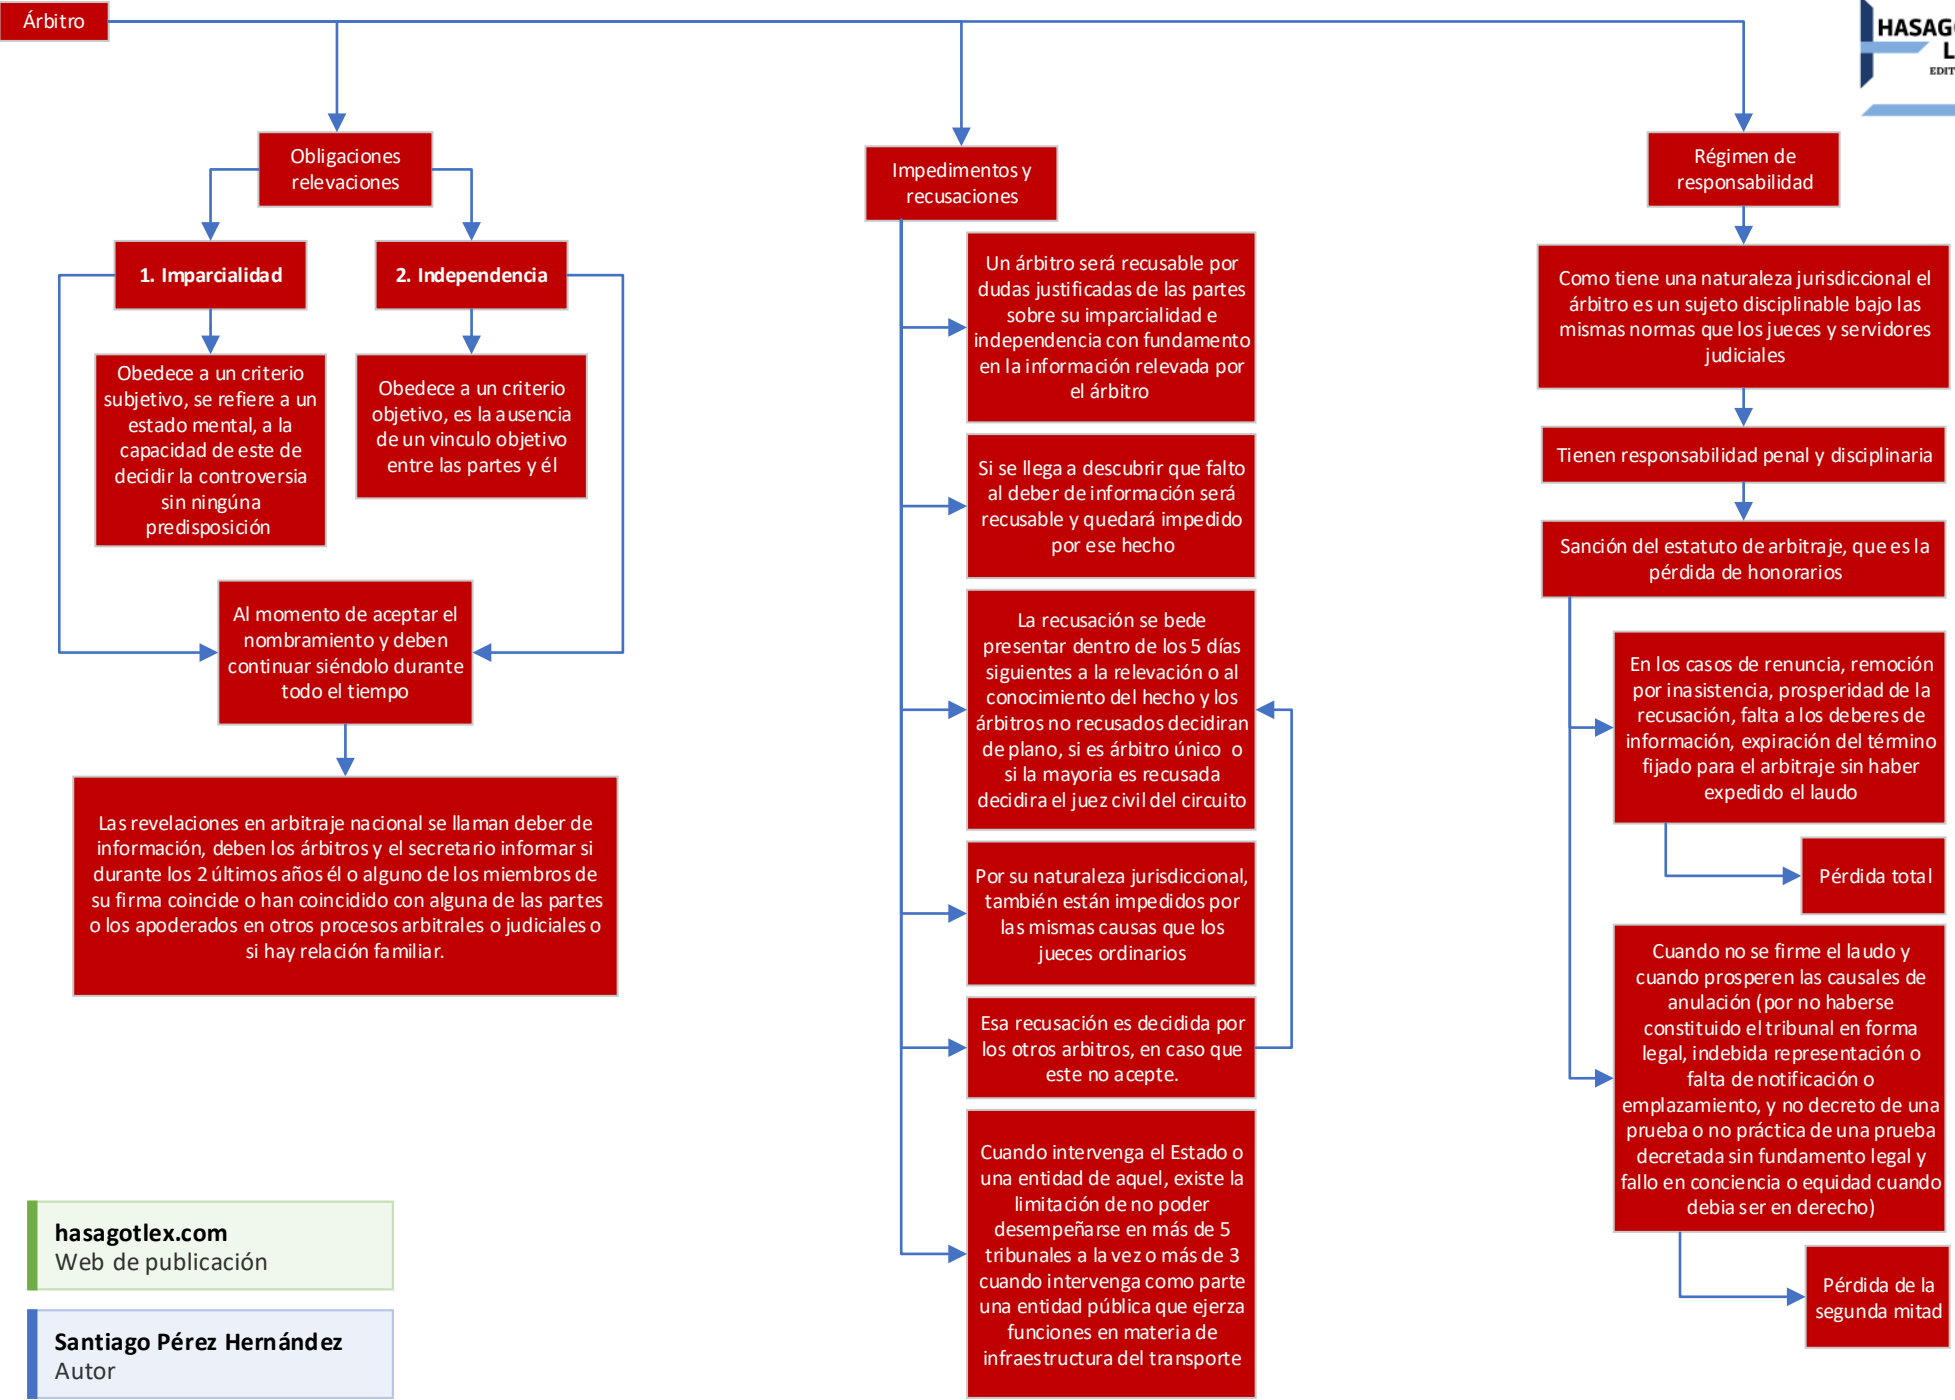 Árbitro
HASAG
L
EDIT
Obligaciones
relevaciones
1. Imparcialidad
2. Independencia
Obedece a un criterio
subjetivo, se refiere a un
estado mental, a la
capacidad de este de
decidir la controversia
sin ningúna
predisposición
Obedece a un criterio
objetivo, es la ausencia
de un vinculo objetivo
entre las partes y él
Al momento de aceptar el
nombramiento y deben
continuar siéndolo durante
todo el tiempo
Las revelaciones en arbitraje nacional se llaman deber de
información, deben los árbitros y el secretario informar si
durante los 2 últimos años él o alguno de los miembros de
su firma coincide o han coincidido con alguna de las partes
o los apoderados en otros procesos arbitrales o judiciales o
si hay relación familiar.
Impedimentos y
recusaciones
Un árbitro será recusable por
dudas justificadas de las partes
sobre su imparcialidad e
independencia con fundamento
en la información relevada por
el árbitro
Si se llega a descubrir que falto
al deber de información será
recusable y quedará impedido
por ese hecho
La recusación se bede
presentar dentro de los 5 días
siguientes a la relevación o al
conocimiento del hecho y los
árbitros no recusados decidiran
de plano, si es árbitro único o
si la mayoria es recusada
decidira el juez civil del circuito
Por su naturaleza jurisdiccional,
también están impedidos por
las mismas causas que los
jueces ordinarios
Esa recusación es decidida por
los otros arbitros, en caso que
este no acepte.
Cuando intervenga el Estado o
una entidad de aquel, existe la
limitación de no poder
desempeñarse en más de 5
tribunales a la vez o más de 3
cuando intervenga como parte
una entidad pública que ejerza
funciones en materia de
infraestructura del transporte
Régimen de
responsabilidad
Como tiene una naturaleza jurisdiccional el
árbitro es un sujeto disciplinable bajo las
mismas normas que los jueces y servidores
judiciales
Tienen responsabilidad penal y disciplinaria
Sanción del estatuto de arbitraje, que es la
pérdida de honorarios
En los casos de renuncia, remoción
por inasistencia, prosperidad de la
recusación, falta a los deberes de
información, expiración del término
fijado para el arbitraje sin haber
expedido el laudo
Pérdida total
Cuando no se firme el laudo y
cuando prosperen las causales de
anulación (por no haberse
constituido el tribunal en forma
legal, indebida representación o
falta de notificación o
emplazamiento, y no decreto de una
prueba o no práctica de una prueba
decretada sin fundamento legal y
fallo en conciencia o equidad cuando
debia ser en derecho)
Pérdida de la
segunda mitad
hasagotlex.com
Web de publicación
Santiago Pérez Hernández
Autor